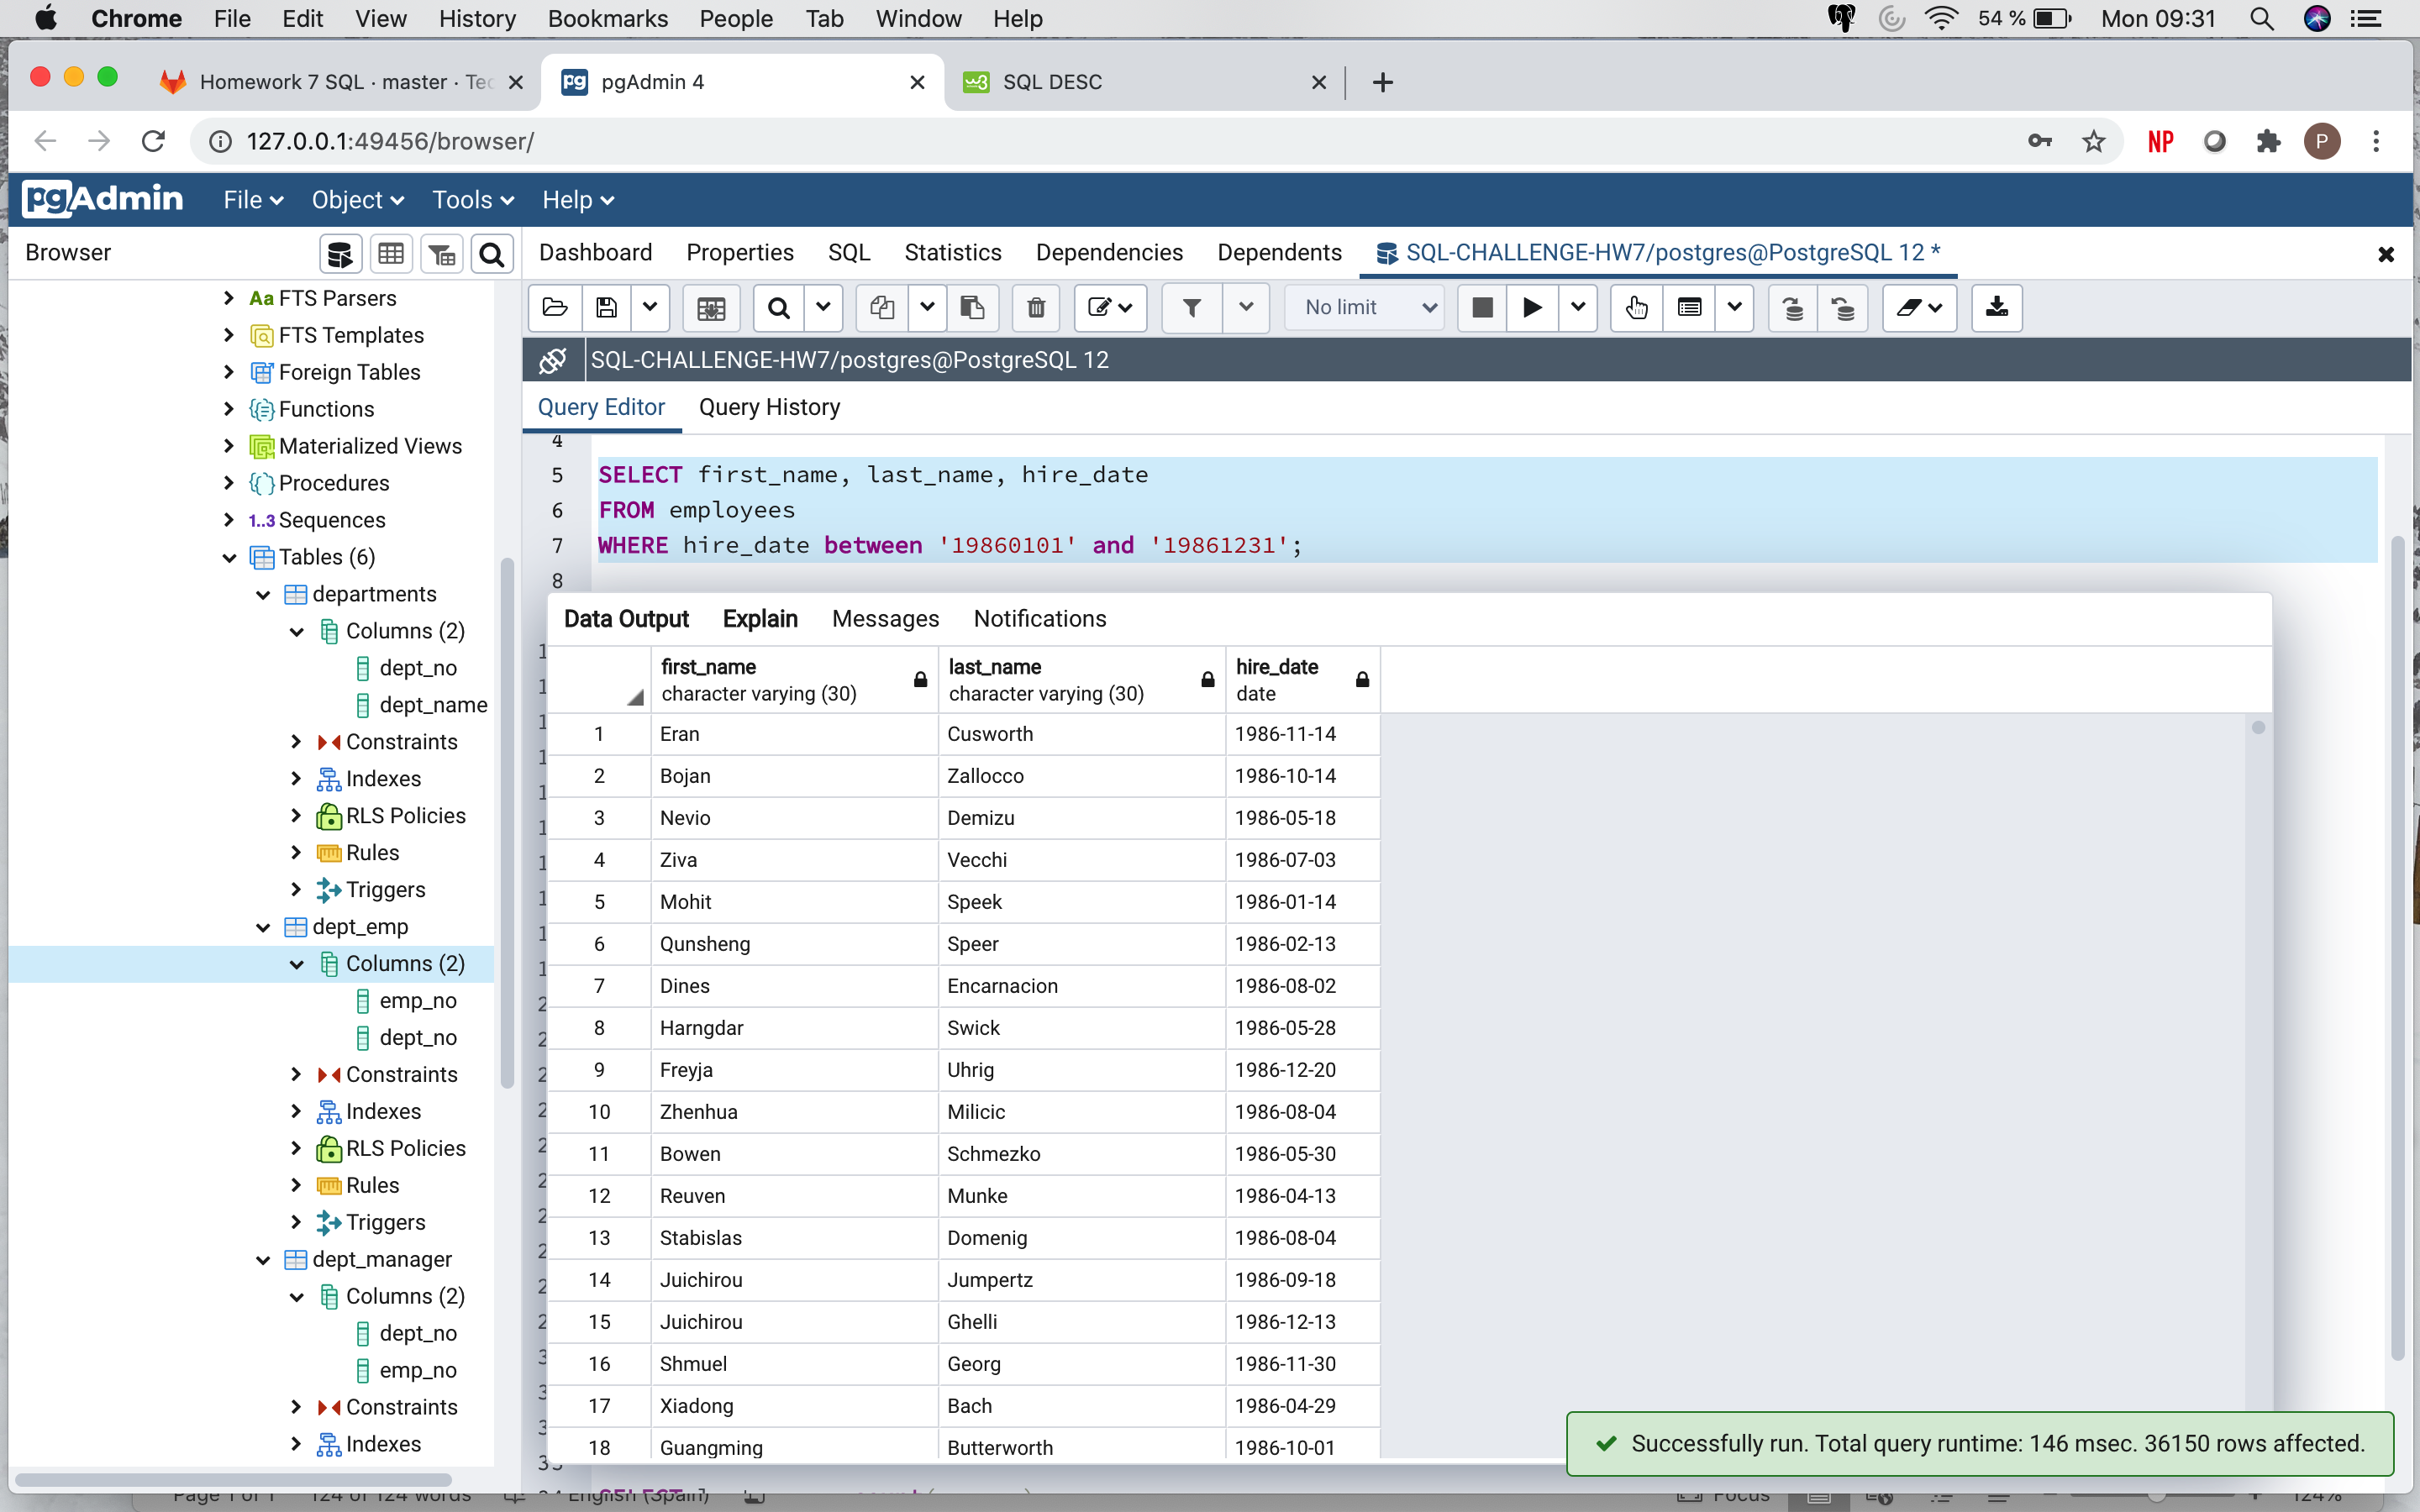 Chrome File Edit View History Bookmarks People Tab Window Help 54 % Mon 09:31
Homework 7 SQL · master · Tec pgAdmin 4 SQL DESC
127.0.0.1:49456/browser/ NP P
pgAdmin File Object Tools Help
Browser Dashboard Properties SQL Statistics Dependencies Dependents SQL-CHALLENGE-HW7/postgres@PostgreSQL 12 *
No limit
SQL-CHALLENGE-HW7/postgres@PostgreSQL 12
Query Editor Query History
Aa FTS Parsers
FTS Templates
Foreign Tables
Functions
Materialized Views
Procedures
1..3 Sequences
Tables (6)
departments
Columns (2)
dept_no
dept_name
Constraints
Indexes
RLS Policies
Rules
Triggers
dept_emp
Columns (2)
emp_no
dept_no
Constraints
Indexes
RLS Policies
Rules
Triggers
dept_manager
Columns (2)
dept_no
emp_no
Constraints
Indexes
4
5 SELECT first_name, last_name, hire_date
6 FROM employees
7 WHERE hire_date between '19860101' and '19861231';
8
Data Output Explain Messages Notifications
first_name last_name hire_date
character varying (30) character varying (30) date
1 Eran Cusworth 1986-11-14
2 Bojan Zallocco 1986-10-14
3 Nevio Demizu 1986-05-18
4 Ziva Vecchi 1986-07-03
5 Mohit Speek 1986-01-14
6 Qunsheng Speer 1986-02-13
7 Dines Encarnacion 1986-08-02
8 Harngdar Swick 1986-05-28
9 Freyja Uhrig 1986-12-20
10 Zhenhua Milicic 1986-08-04
11 Bowen Schmezko 1986-05-30
12 Reuven Munke 1986-04-13
13 Stabislas Domenig 1986-08-04
14 Juichirou Jumpertz 1986-09-18
15 Juichirou Ghelli 1986-12-13
16 Shmuel Georg 1986-11-30
17 Xiadong Bach 1986-04-29
18 Guangming Butterworth 1986-10-01
Successfully run. Total query runtime: 146 msec. 36150 rows affected.
Page 1 of 1 124 of 124 words English (Spain) Focus 124%